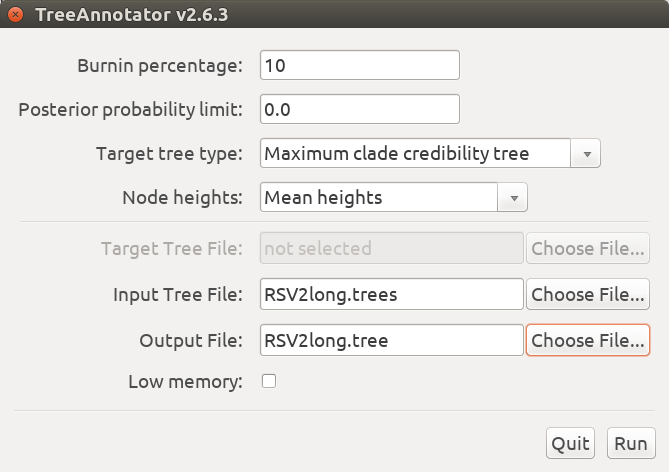 TreeAnnotator v2.6.3
Burnin percentage: 10
Posterior probability limit: 0.0
Target tree type: Maximum clade credibility tree
Node heights: Mean heights
Target Tree File: not selected Choose File...
Input Tree File: RSV2long.trees Choose File...
Output File: RSV2long.tree Choose File...
Low memory:
Quit Run